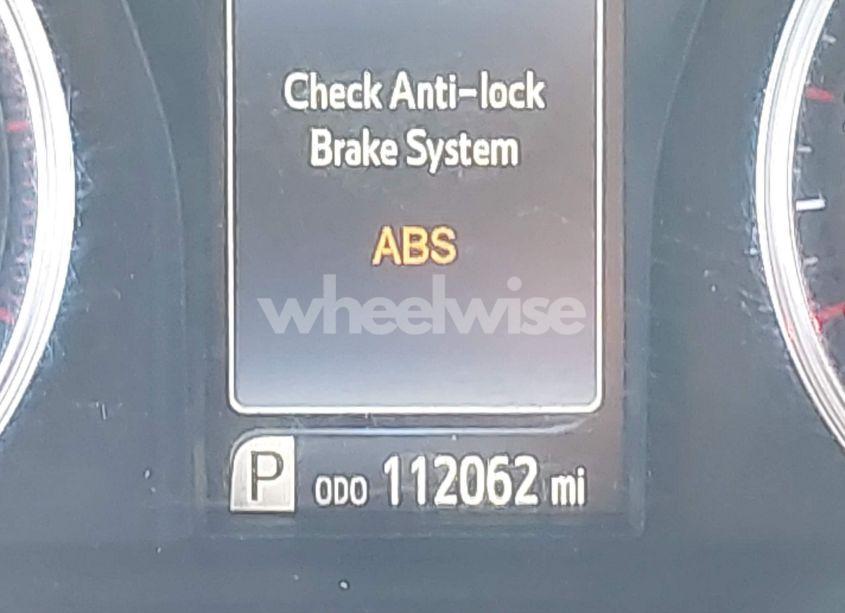 Check Anti-lock
Brake System
ABS
wheelwise
P ODO 112062 mi